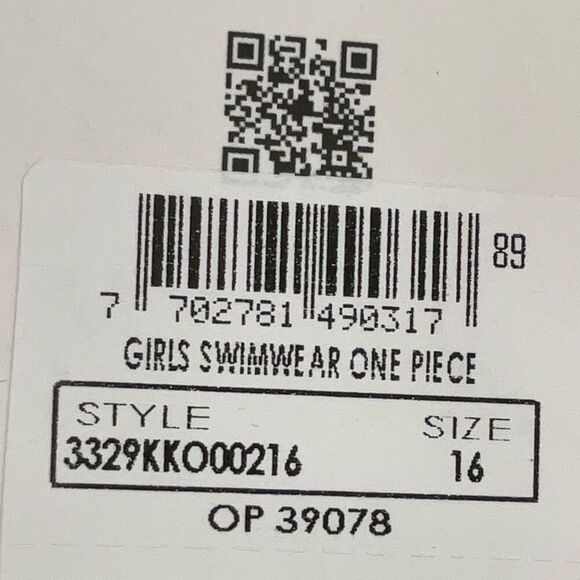 89
7 702781 490317
GIRLS SWIMWEAR ONE PIECE
STYLE SIZE
3329KKO00216 16
OP 39078